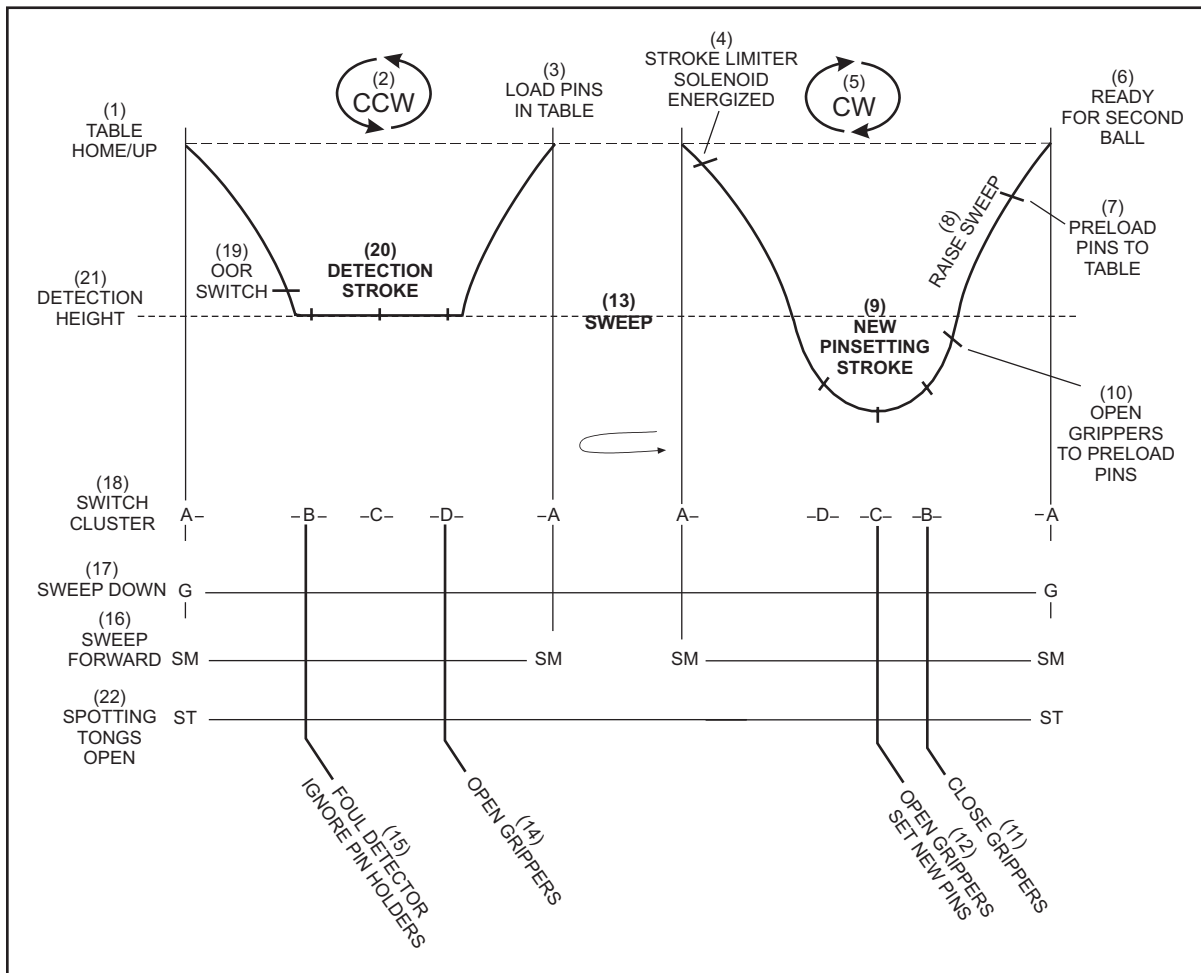 (1)
TABLE
HOME/UP
(2)
CCW
(3)
LOAD PINS
IN TABLE
(4)
STROKE LIMITER
SOLENOID
ENERGIZED
(5)
CW
(6)
READY
FOR SECOND
BALL
(7)
PRELOAD
PINS TO
TABLE
(8)
RAISE SWEEP
(19)
OOR
SWITCH
(20)
DETECTION
STROKE
(21)
DETECTION
HEIGHT
(13)
SWEEP
(9)
NEW
PINSETTING
STROKE
(10)
OPEN
GRIPPERS
TO PRELOAD
PINS
(18)
SWITCH
CLUSTER
A– –B– –C– –D– –A A– –D– –C– –B– –A
(17)
SWEEP DOWN
G G
(16)
SWEEP
FORWARD
SM SM SM SM
(22)
SPOTTING
TONGS
OPEN
ST ST
(15)
FOUL DETECTOR
IGNORE PIN HOLDERS
(14)
OPEN GRIPPERS
(12)
OPEN GRIPPERS
SET NEW PINS
(11)
CLOSE GRIPPERS